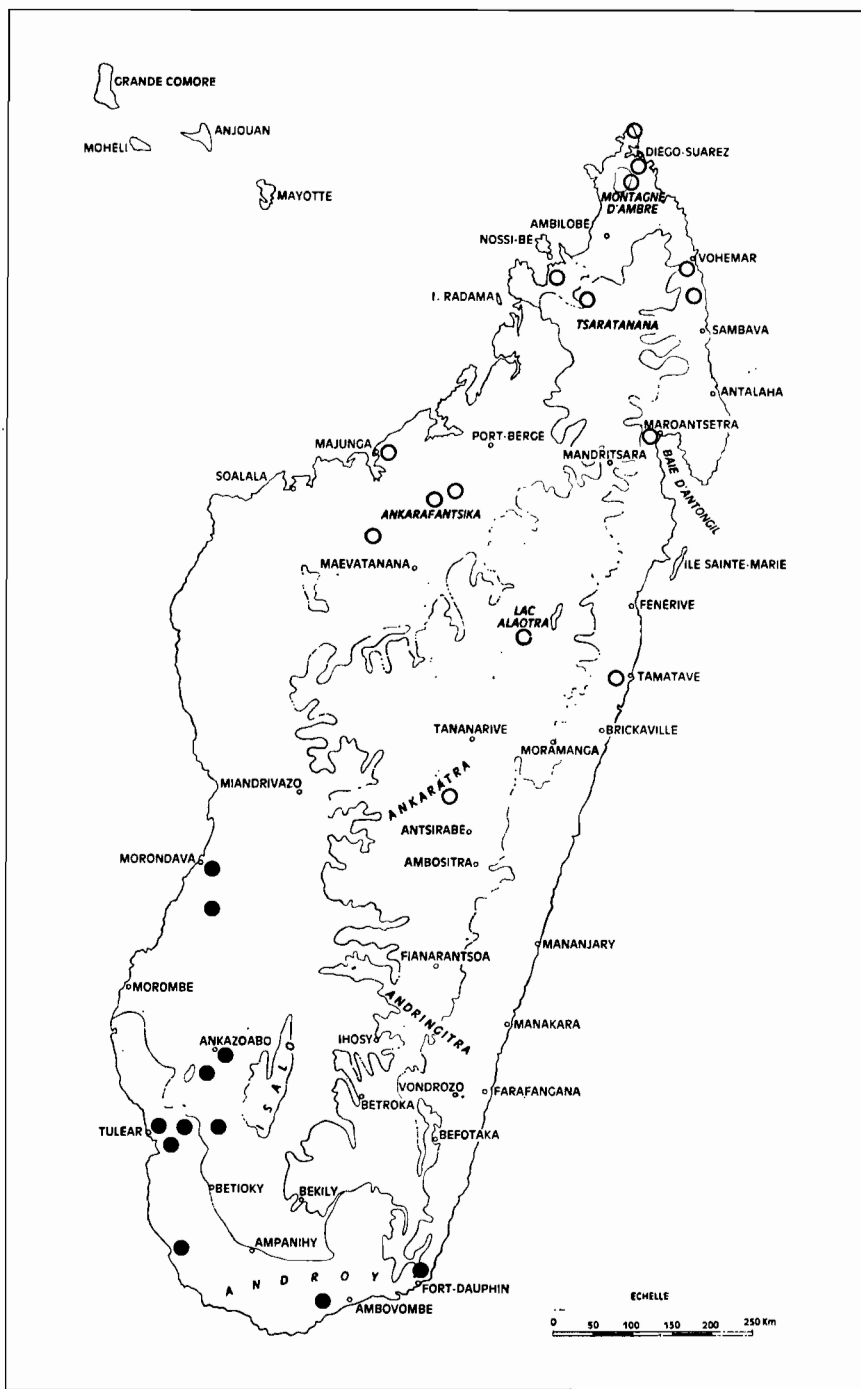 GRANDE COMORE
ANJOUAN
MOHELI
MAYOTTE
DIEGO-SUAREZ
MONTAGNE
D'AMBRE
AMBILOBE
NOSSI-BE
VOHEMAR
I. RADAMA
TSARATANANA
SAMBAVA
ANTALAHA
MAROANTSETRA
MAJUNGA
PORT-BERGE
MANDRITSARA
BAIE D'ANTONGIL
SOALALA
ANKARAFANTSIKA
MAEVATANANA
ILE SAINTE-MARIE
LAC
ALAOTRA
FENERIVE
TAMATAVE
TANANARIVE
BRICKAVILLE
MORAMANGA
MIANDRIVAZO
ANKARATRA
ANTSIRABE
MORONDAVA
AMBOSITRA
MANANJARY
FIANARANTSOA
MOROMBE
ANDRINGITRA
MANAKARA
ANKAZOABO
IHOSY
ISALO
VONDROZO
FARAFANGANA
BETROKA
TULEAR
BEFOTAKA
BETIOKY
BEKILY
AMPANIHY
ANDROY
FORT-DAUPHIN
AMBOVOMBE
ECHELLE
0 50 100 150 200 250 Km